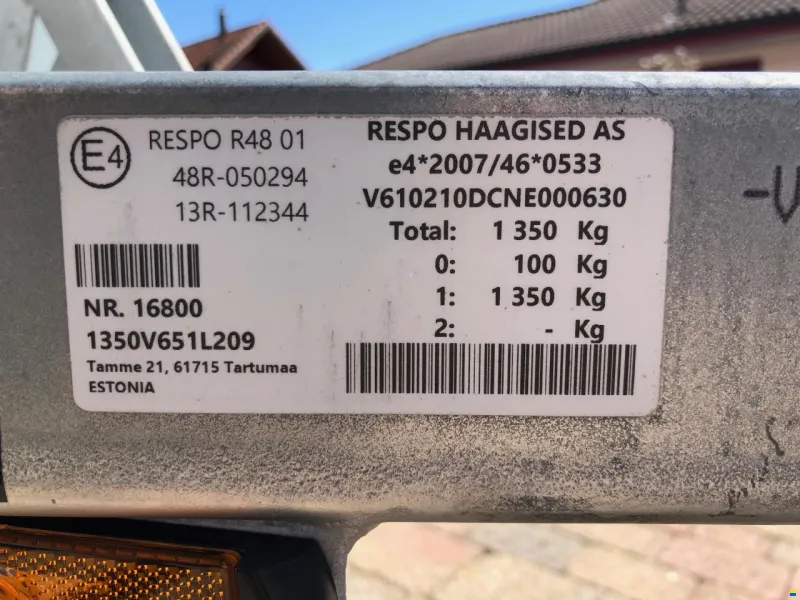 E4
RESPO R48 01
48R-050294
13R-112344
NR. 16800
1350V651L209
Tamme 21, 61715 Tartumaa
ESTONIA
RESPO HAAGISED AS
e4*2007/46*0533
V610210DCNE000630
Total: 1 350 Kg
0: 100 Kg
1: 1 350 Kg
2: - Kg
-V